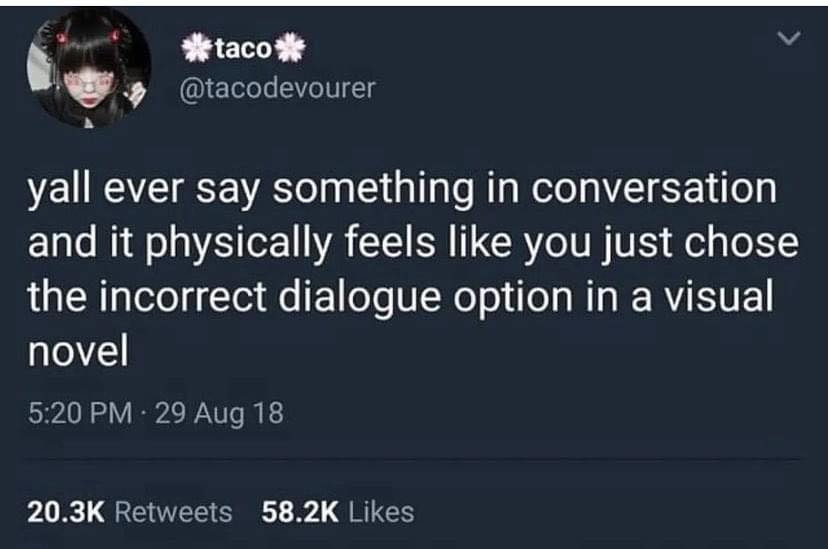 🌸taco🌸
@tacodevourer
yall ever say something in conversation
and it physically feels like you just chose
the incorrect dialogue option in a visual
novel
5:20 PM · 29 Aug 18
20.3K Retweets 58.2K Likes